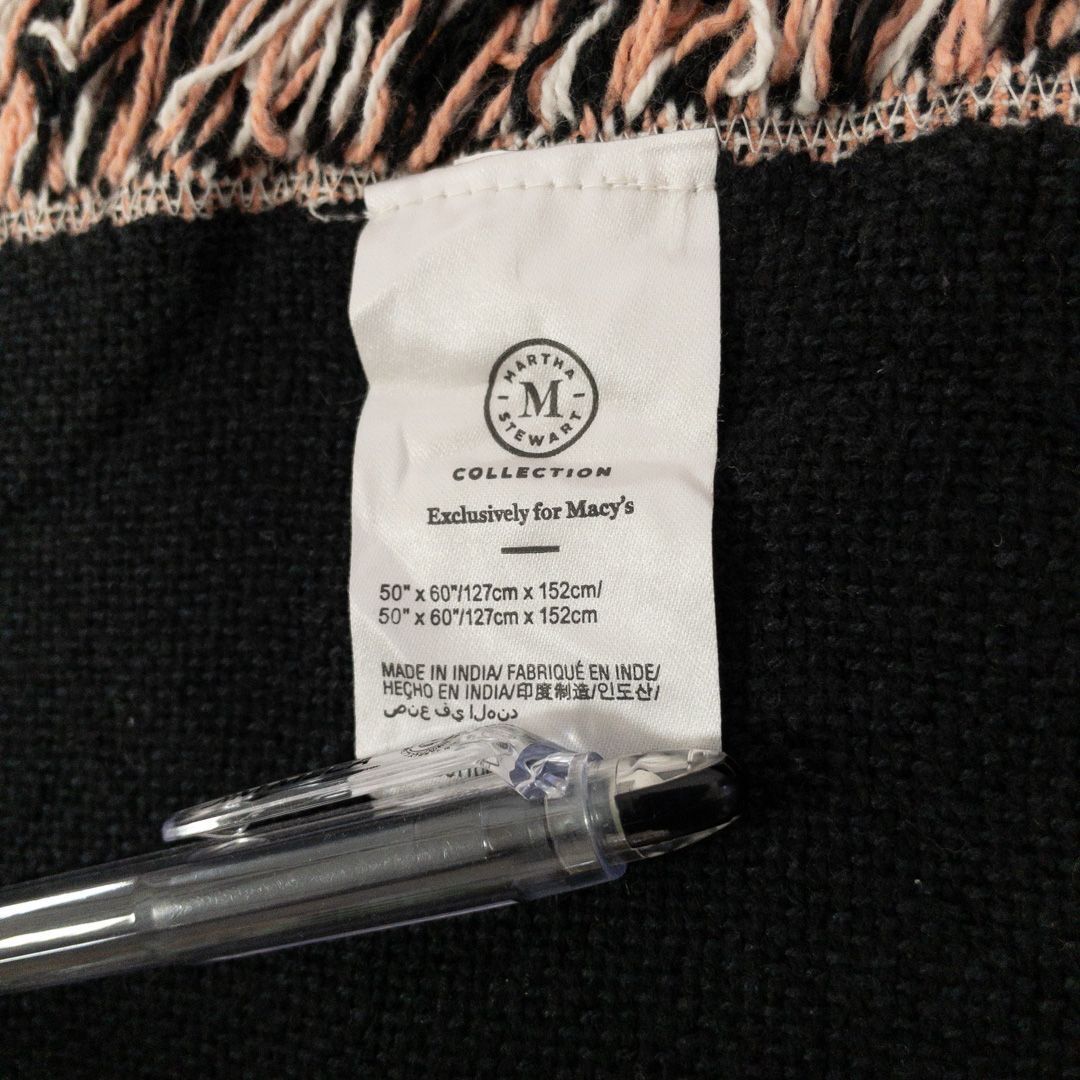 MARTHA
M
STEWART
COLLECTION
Exclusively for Macy's
50" x 60"/127cm x 152cm/
50" x 60"/127cm x 152cm
MADE IN INDIA/ FABRIQUÉ EN INDE/
HECHO EN INDIA/印度制造/인도산/
صنع في الهند